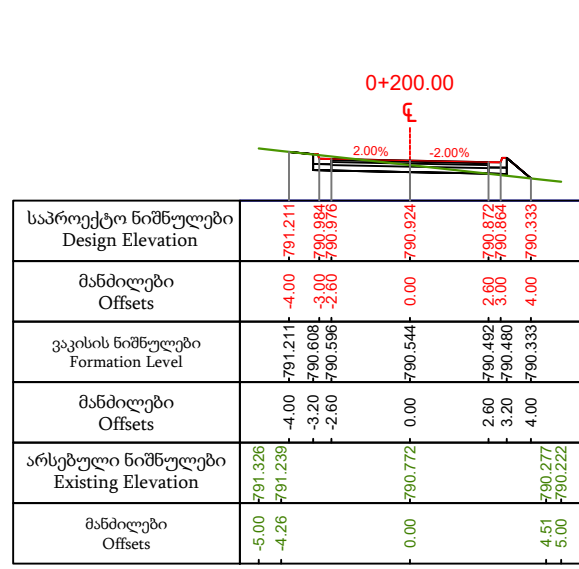 0+200.00
℄
2.00% -2.00%
საპროექტო ნიშნულები
Design Elevation
791.211 790.984 790.976 790.924 790.872 790.864 790.333
მანძილები
Offsets
-4.00 -3.00 -2.60 0.00 2.60 3.00 4.00
ვაკისის ნიშნულები
Formation Level
791.211 790.608 790.596 790.544 790.492 790.480 790.333
მანძილები
Offsets
-4.00 -3.20 -2.60 0.00 2.60 3.20 4.00
არსებული ნიშნულები
Existing Elevation
791.326 791.239 790.772 790.277 790.222
მანძილები
Offsets
-5.00 -4.26 0.00 4.51 5.00